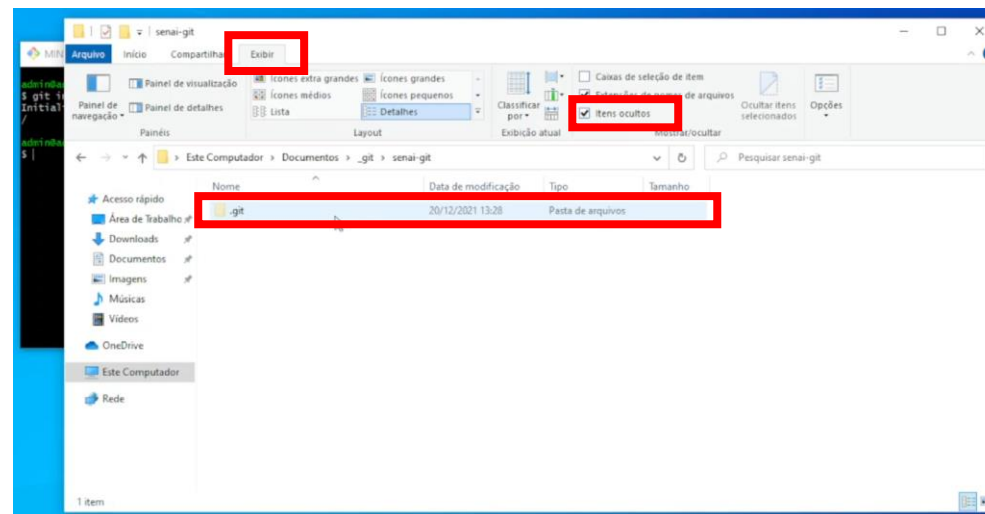 senai-git
MIN
Arquivo Início Compartilha Exibir
Painel de navegação
Painel de visualização
Painel de detalhes
Painéis
Ícones extra grandes Ícones grandes
Ícones médios Ícones pequenos
Lista Detalhes
Layout
Classificar por
Exibição atual
Caixas de seleção de item
Extensões de nomes de arquivos
Itens ocultos
Mostrar/ocultar
Ocultar itens selecionados
Opções
$ git i
Initial
/
$
Este Computador > Documentos > _git > senai-git
Pesquisar senai-git
Nome Data de modificação Tipo Tamanho
.git 20/12/2021 13:28 Pasta de arquivos
Acesso rápido
Área de Trabalho
Downloads
Documentos
Imagens
Músicas
Vídeos
OneDrive
Este Computador
Rede
1 item